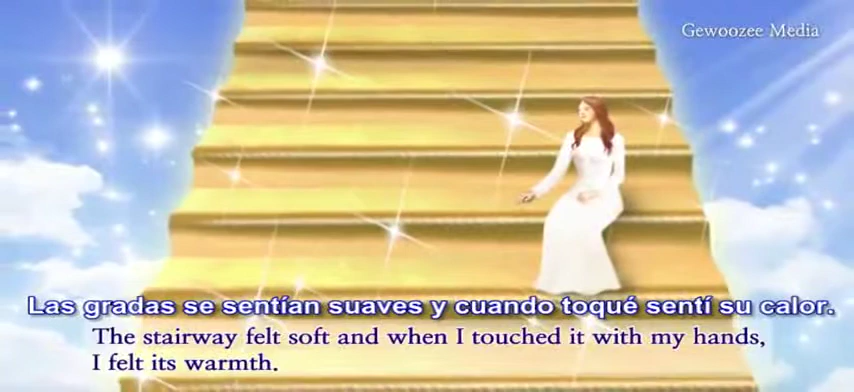 Gewoozee Media
Las gradas se sentían suaves y cuando toqué sentí su calor.
The stairway felt soft and when I touched it with my hands,
I felt its warmth.